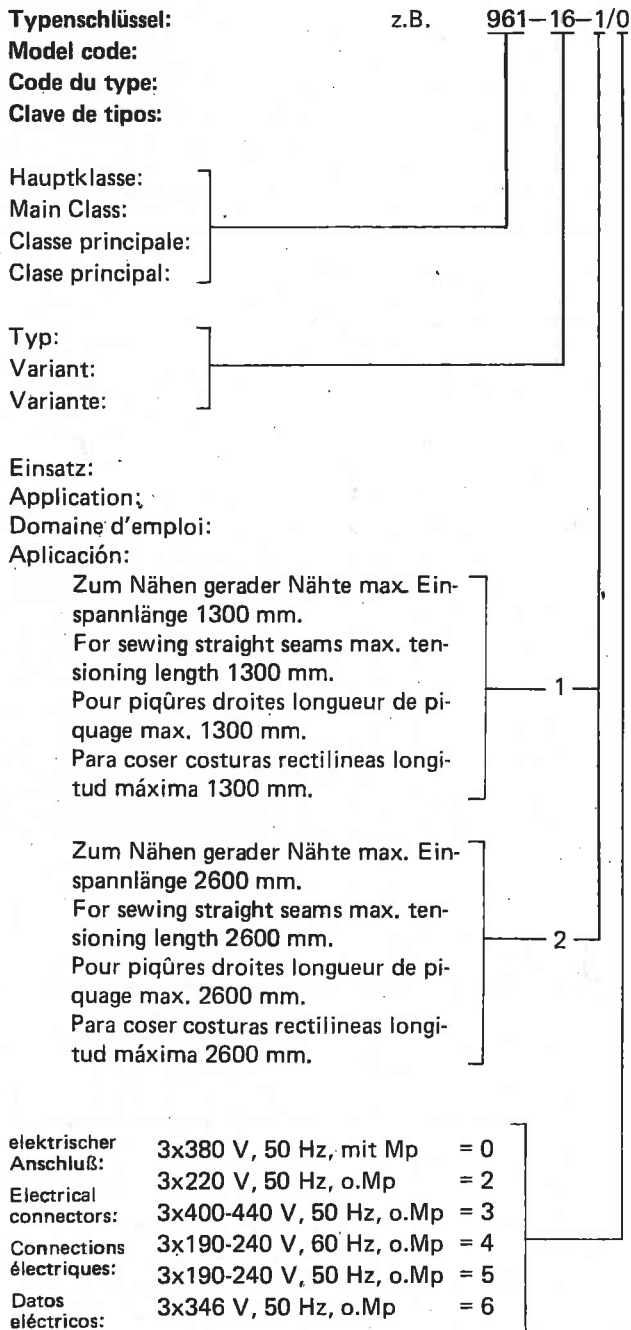 Typenschlüssel: z.B. 961–16–1/0
Model code:
Code du type:
Clave de tipos:
Hauptklasse:
Main Class:
Classe principale:
Clase principal:
Typ:
Variant:
Variante:
Einsatz:
Application:
Domaine d'emploi:
Aplicación:
Zum Nähen gerader Nähte max. Ein-
spannlänge 1300 mm.
For sewing straight seams max. ten-
sioning length 1300 mm.
Pour piqûres droites longueur de pi-
quage max. 1300 mm.
Para coser costuras rectilineas longi-
tud máxima 1300 mm.
1
Zum Nähen gerader Nähte max. Ein-
spannlänge 2600 mm.
For sewing straight seams max. ten-
sioning length 2600 mm.
Pour piqûres droites longueur de pi-
quage max. 2600 mm.
Para coser costuras rectilineas longi-
tud máxima 2600 mm.
2
elektrischer
Anschluß:
Electrical
connectors:
Connections
électriques:
Datos
eléctricos:
3x380 V, 50 Hz, mit Mp = 0
3x220 V, 50 Hz, o.Mp = 2
3x400-440 V, 50 Hz, o.Mp = 3
3x190-240 V, 60 Hz, o.Mp = 4
3x190-240 V, 50 Hz, o.Mp = 5
3x346 V, 50 Hz, o.Mp = 6